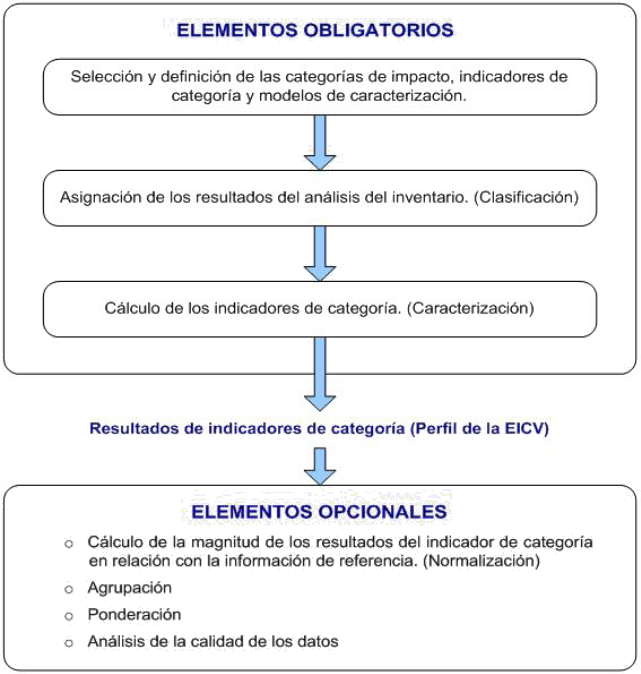 ELEMENTOS OBLIGATORIOS
Selección y definición de las categorías de impacto, indicadores de
categoría y modelos de caracterización.
Asignación de los resultados del análisis del inventario. (Clasificación)
Cálculo de los indicadores de categoría. (Caracterización)
Resultados de indicadores de categoría (Perfil de la EICV)
ELEMENTOS OPCIONALES
o Cálculo de la magnitud de los resultados del indicador de categoría
en relación con la información de referencia. (Normalización)
o Agrupación
o Ponderación
o Análisis de la calidad de los datos